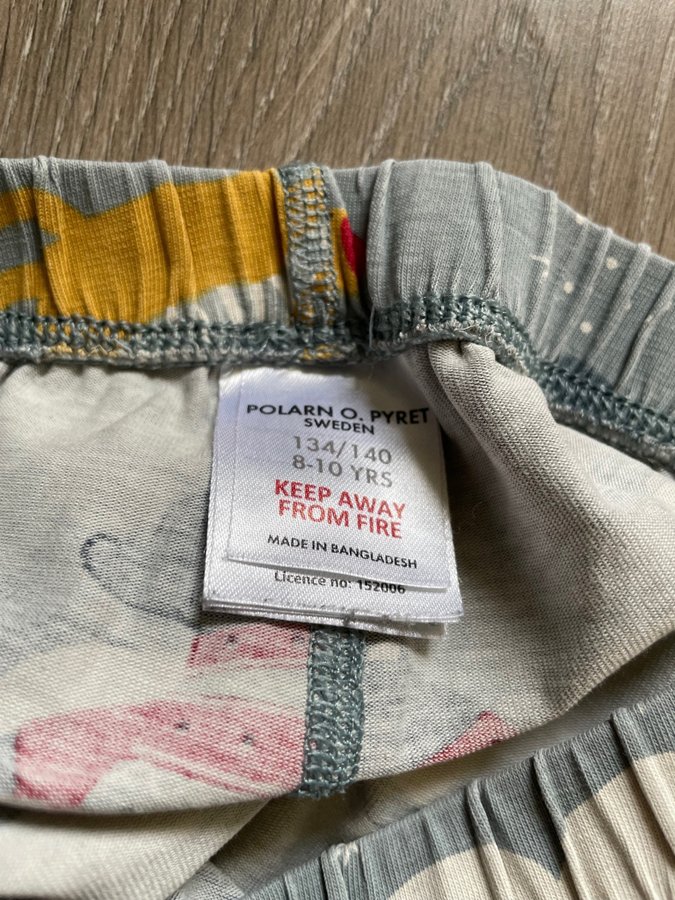 POLARN O. PYRET
SWEDEN
134/140
8-10 YRS
KEEP AWAY
FROM FIRE
MADE IN BANGLADESH
Licence no: 152006